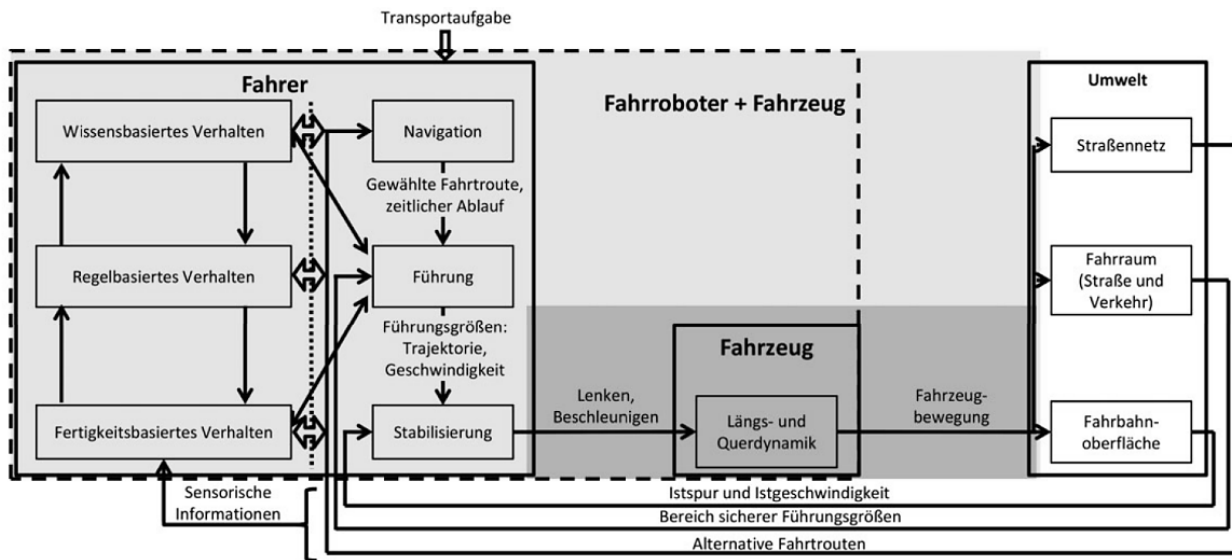 Transportaufgabe
Fahrer
Wissensbasiertes Verhalten
Regelbasiertes Verhalten
Fertigkeitsbasiertes Verhalten
Sensorische
Informationen
Navigation
Gewählte Fahrtroute,
zeitlicher Ablauf
Führung
Führungsgrößen:
Trajektorie,
Geschwindigkeit
Stabilisierung
Fahrroboter + Fahrzeug
Lenken,
Beschleunigen
Fahrzeug
Längs- und
Querdynamik
Fahrzeug-
bewegung
Umwelt
Straßennetz
Fahrraum
(Straße und
Verkehr)
Fahrbahn-
oberfläche
Istspur und Istgeschwindigkeit
Bereich sicherer Führungsgrößen
Alternative Fahrtrouten